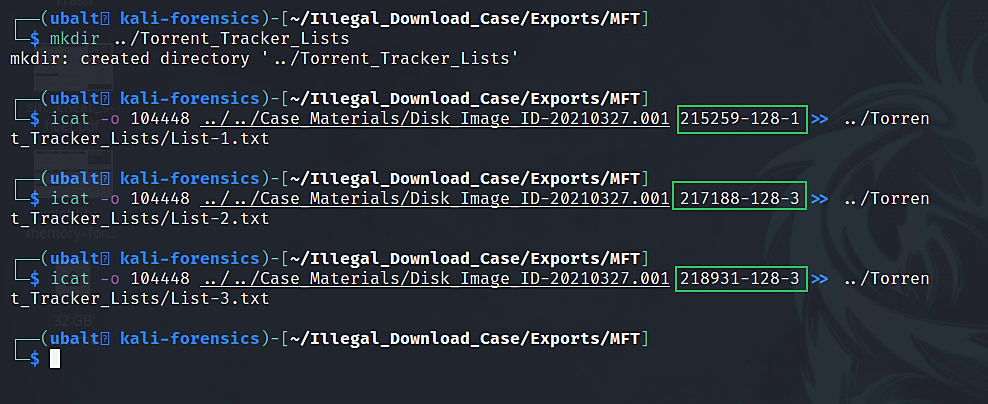 ┌──(ubalt㉿ kali-forensics)-[~/Illegal_Download_Case/Exports/MFT]
└─$ mkdir ../Torrent_Tracker_Lists
mkdir: created directory '../Torrent_Tracker_Lists'
┌──(ubalt㉿ kali-forensics)-[~/Illegal_Download_Case/Exports/MFT]
└─$ icat -o 104448 ../../Case_Materials/Disk_Image_ID-20210327.001 215259-128-1 >> ../Torren
t_Tracker_Lists/List-1.txt
┌──(ubalt㉿ kali-forensics)-[~/Illegal_Download_Case/Exports/MFT]
└─$ icat -o 104448 ../../Case_Materials/Disk_Image_ID-20210327.001 217188-128-3 >> ../Torren
t_Tracker_Lists/List-2.txt
memory-for...
┌──(ubalt㉿ kali-forensics)-[~/Illegal_Download_Case/Exports/MFT]
└─$ icat -o 104448 ../../Case_Materials/Disk_Image_ID-20210327.001 218931-128-3 >> ../Torren
t_Tracker_Lists/List-3.txt
32 GB
┌──(ubalt㉿ kali-forensics)-[~/Illegal_Download_Case/Exports/MFT]
└─$